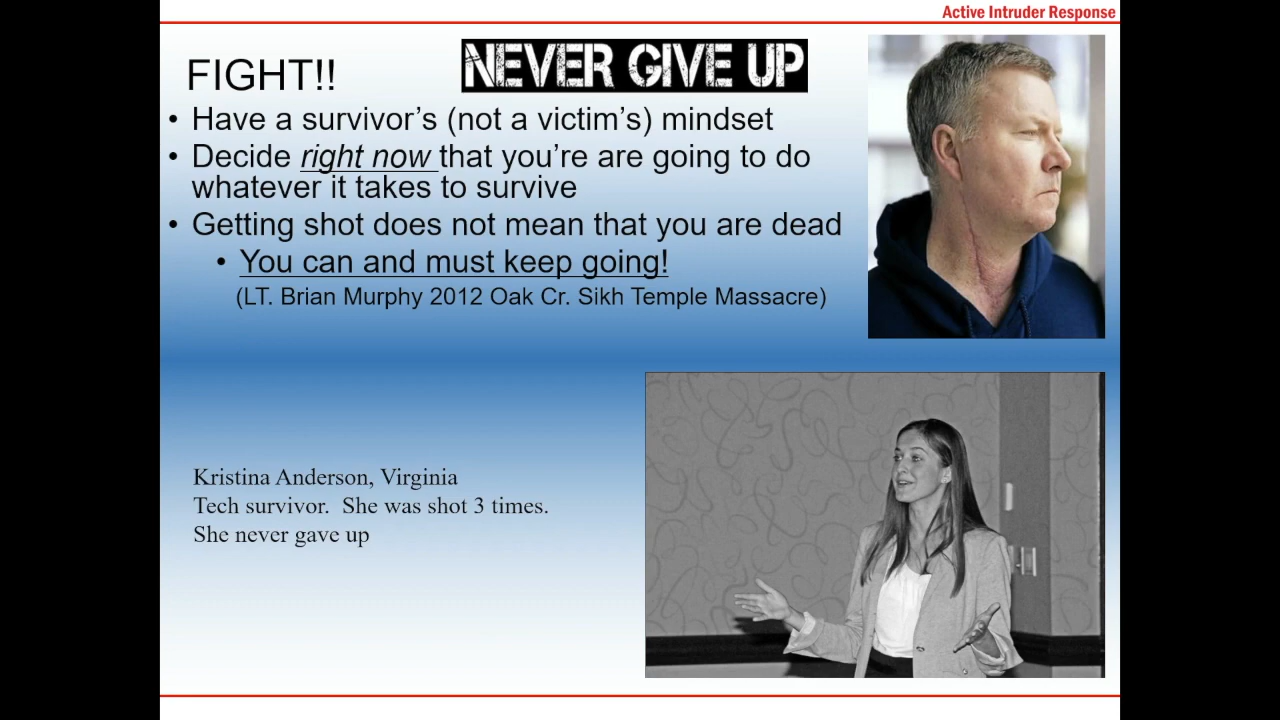 Active Intruder Response
FIGHT!!
NEVER GIVE UP
• Have a survivor's (not a victim's) mindset
• Decide right now that you're are going to do
whatever it takes to survive
• Getting shot does not mean that you are dead
• You can and must keep going!
(LT. Brian Murphy 2012 Oak Cr. Sikh Temple Massacre)
Kristina Anderson, Virginia
Tech survivor.  She was shot 3 times.
She never gave up